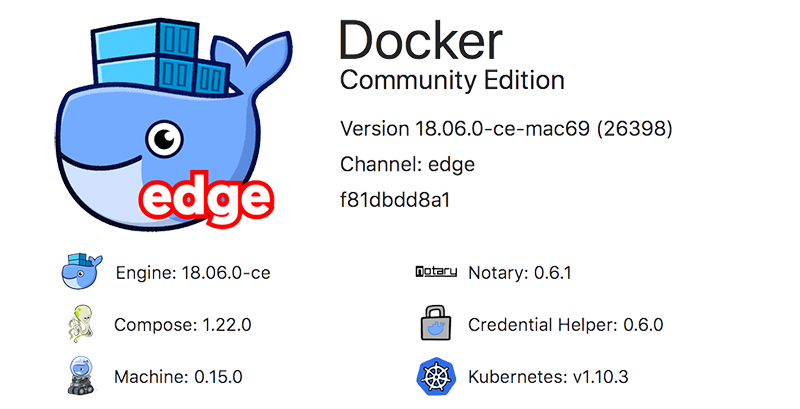 Docker
Community Edition
Version 18.06.0-ce-mac69 (26398)
Channel: edge
f81dbdd8a1
edge
Engine: 18.06.0-ce
notary Notary: 0.6.1
Compose: 1.22.0
Credential Helper: 0.6.0
Machine: 0.15.0
Kubernetes: v1.10.3